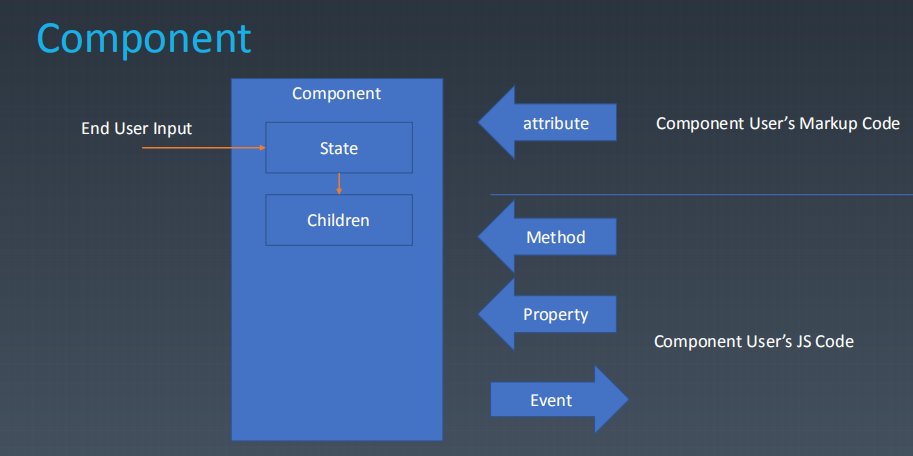 Component
Component
End User Input
State
Children
attribute
Component User's Markup Code
Method
Property
Component User's JS Code
Event